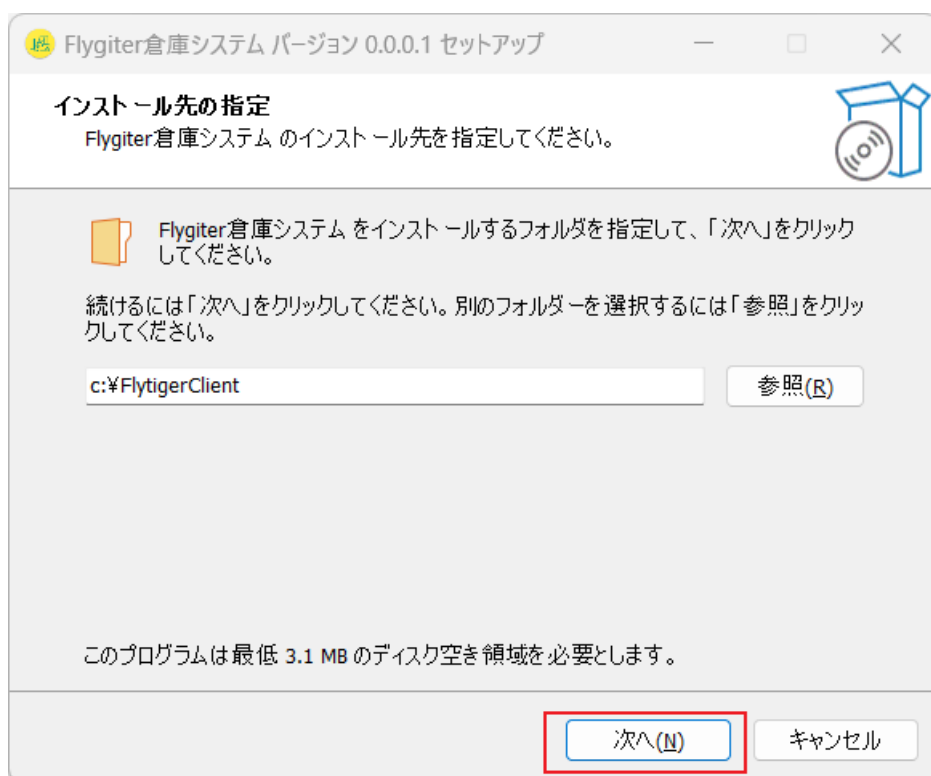 Flygiter倉庫システム バージョン 0.0.0.1 セットアップ
インストール先の指定
Flygiter倉庫システム のインストール先を指定してください。
Flygiter倉庫システム をインストールするフォルダを指定して、「次へ」をクリック
してください。
続けるには「次へ」をクリックしてください。別のフォルダーを選択するには「参照」をクリッ
クしてください。
c:¥FlytigerClient
参照(R)
このプログラムは最低 3.1 MB のディスク空き領域を必要とします。
次へ(N)
キャンセル